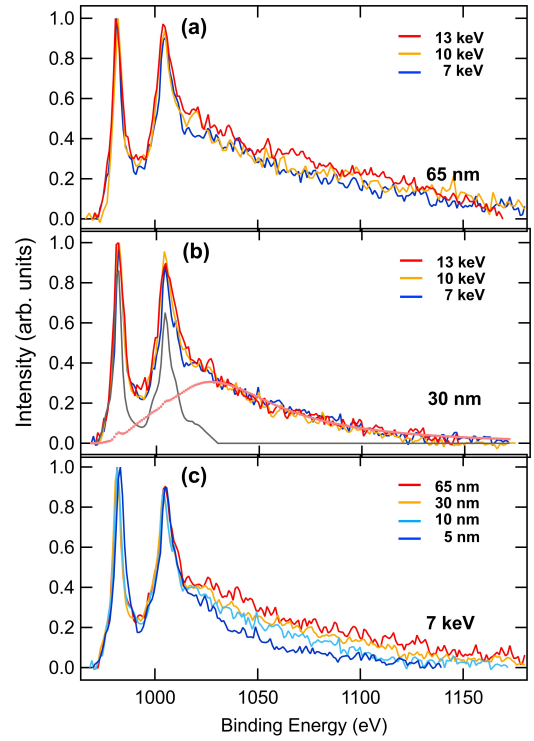 (a)
13 keV
10 keV
7 keV
65 nm
1.0
0.8
0.6
0.4
0.2
0.0
(b)
13 keV
10 keV
7 keV
30 nm
1.0
0.8
0.6
0.4
0.2
0.0
Intensity (arb. units)
(c)
65 nm
30 nm
10 nm
5 nm
7 keV
1.0
0.8
0.6
0.4
0.2
0.0
1000
1050
1100
1150
Binding Energy (eV)